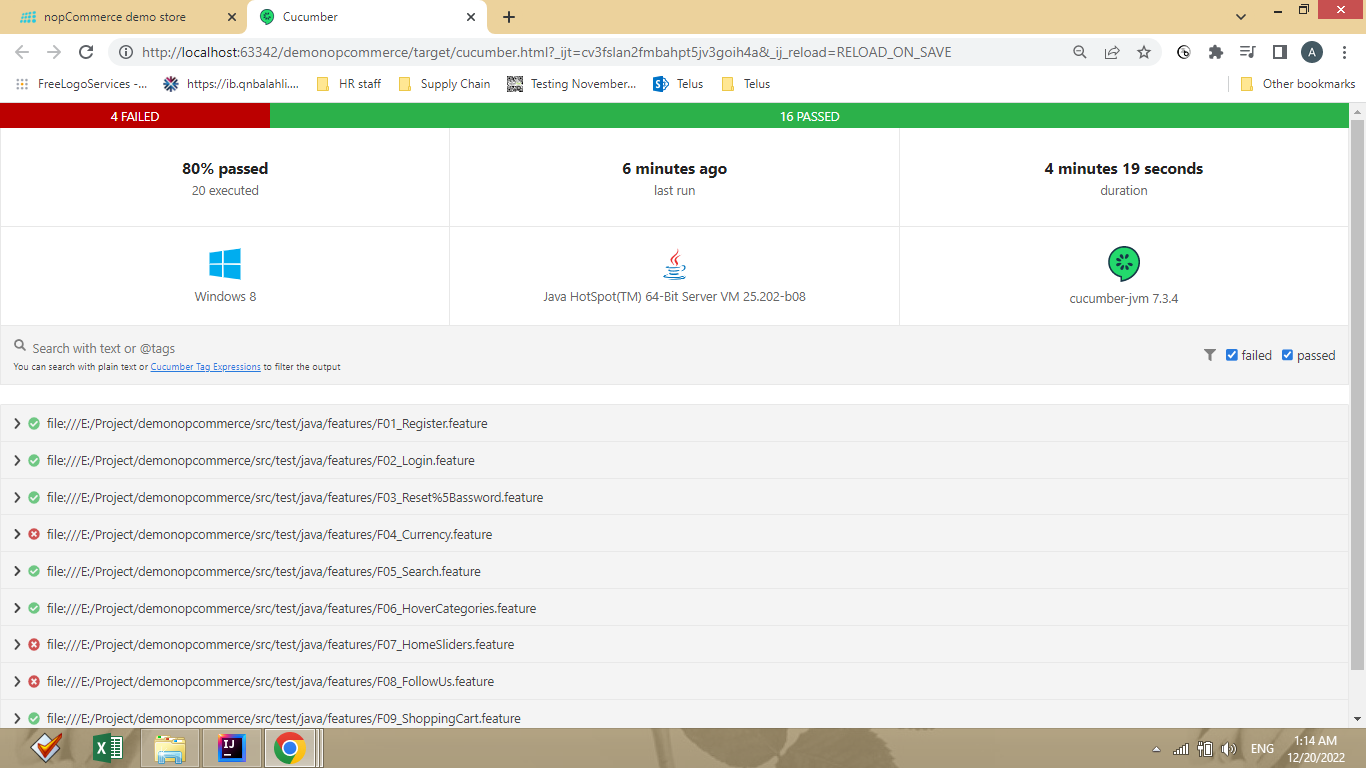 nopCommerce demo store
Cucumber
http://localhost:63342/demonopcommerce/target/cucumber.html?_ijt=cv3fslan2fmbahpt5jv3goih4a&_ij_reload=RELOAD_ON_SAVE
A
FreeLogoServices -...
https://ib.qnbalahli....
HR staff
Supply Chain
Testing November...
Telus
Telus
Other bookmarks
4 FAILED
16 PASSED
80% passed
20 executed
6 minutes ago
last run
4 minutes 19 seconds
duration
Windows 8
Java HotSpot(TM) 64-Bit Server VM 25.202-b08
cucumber-jvm 7.3.4
Search with text or @tags
You can search with plain text or Cucumber Tag Expressions to filter the output
failed
passed
file:///E:/Project/demonopcommerce/src/test/java/features/F01_Register.feature
file:///E:/Project/demonopcommerce/src/test/java/features/F02_Login.feature
file:///E:/Project/demonopcommerce/src/test/java/features/F03_Reset%5Bassword.feature
file:///E:/Project/demonopcommerce/src/test/java/features/F04_Currency.feature
file:///E:/Project/demonopcommerce/src/test/java/features/F05_Search.feature
file:///E:/Project/demonopcommerce/src/test/java/features/F06_HoverCategories.feature
file:///E:/Project/demonopcommerce/src/test/java/features/F07_HomeSliders.feature
file:///E:/Project/demonopcommerce/src/test/java/features/F08_FollowUs.feature
file:///E:/Project/demonopcommerce/src/test/java/features/F09_ShoppingCart.feature
IJ
ENG
1:14 AM
12/20/2022